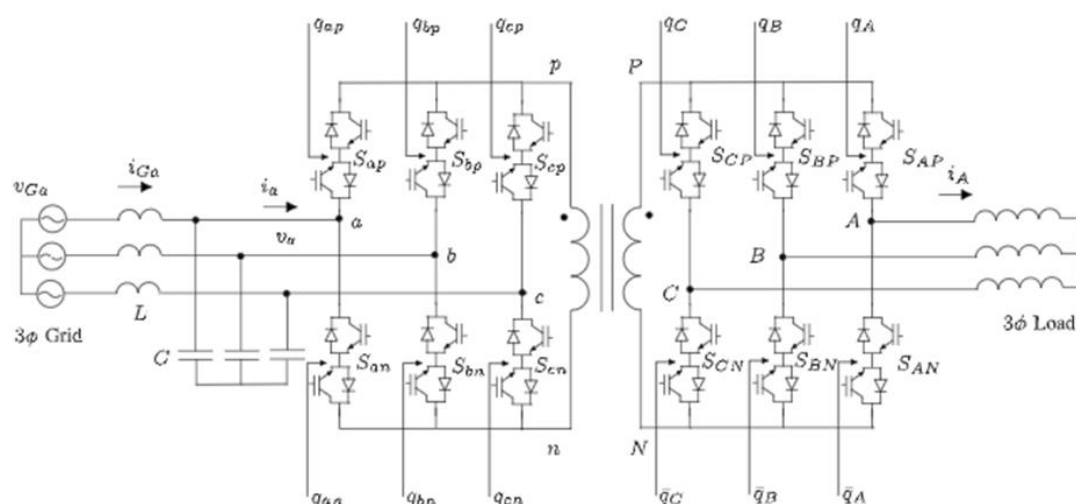 q_ap q_bp q_cp q_C q_B q_A
p P
S_ap S_bp S_cp S_CP S_BP S_AP
v_Ga i_Ga i_a i_A
a A
v_a b B
c C
L
3ϕ Grid 3ϕ Load
C S_an S_bn S_cn S_CN S_BN S_AN
n N
q_an q_bn q_cn q̄_C q̄_B q̄_A